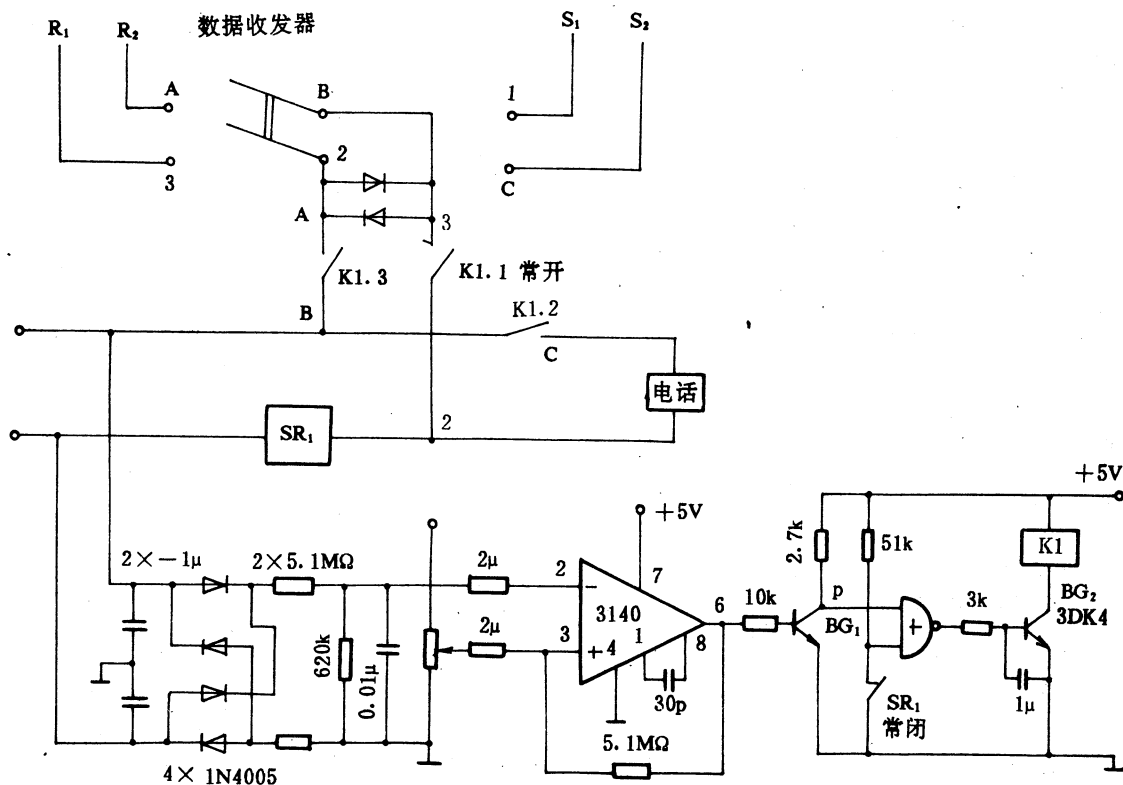 R₁ R₂ 数据收发器 S₁ S₂
A B 1
3 2 C
A 3
K1.3 K1.1 常开
B K1.2
C
电话
SR₁ 2
+5V
+5V
2×-1μ 2×5.1MΩ 2μ 2 7 2.7k 51k K1
- 3140 6 10k p 3k BG₂
3DK4
2μ 3 + 4 1 8 BG₁ +
620k 0.01μ 30p SR₁
常闭 1μ
5.1MΩ
4×1N4005